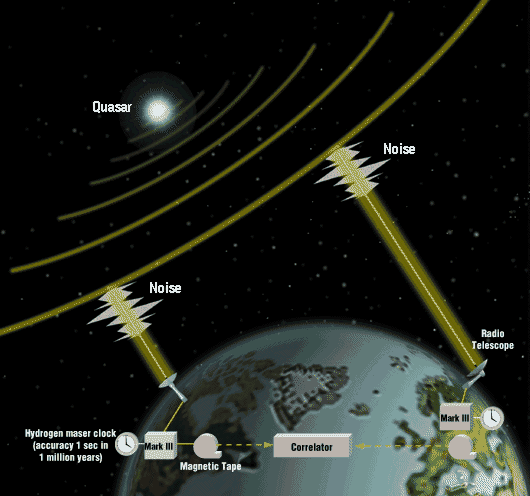 Quasar
Noise
Noise
Radio
Telescope
Mark III
Hydrogen maser clock
(accuracy 1 sec in
1 million years)
Mark III
Correlator
Magnetic Tape